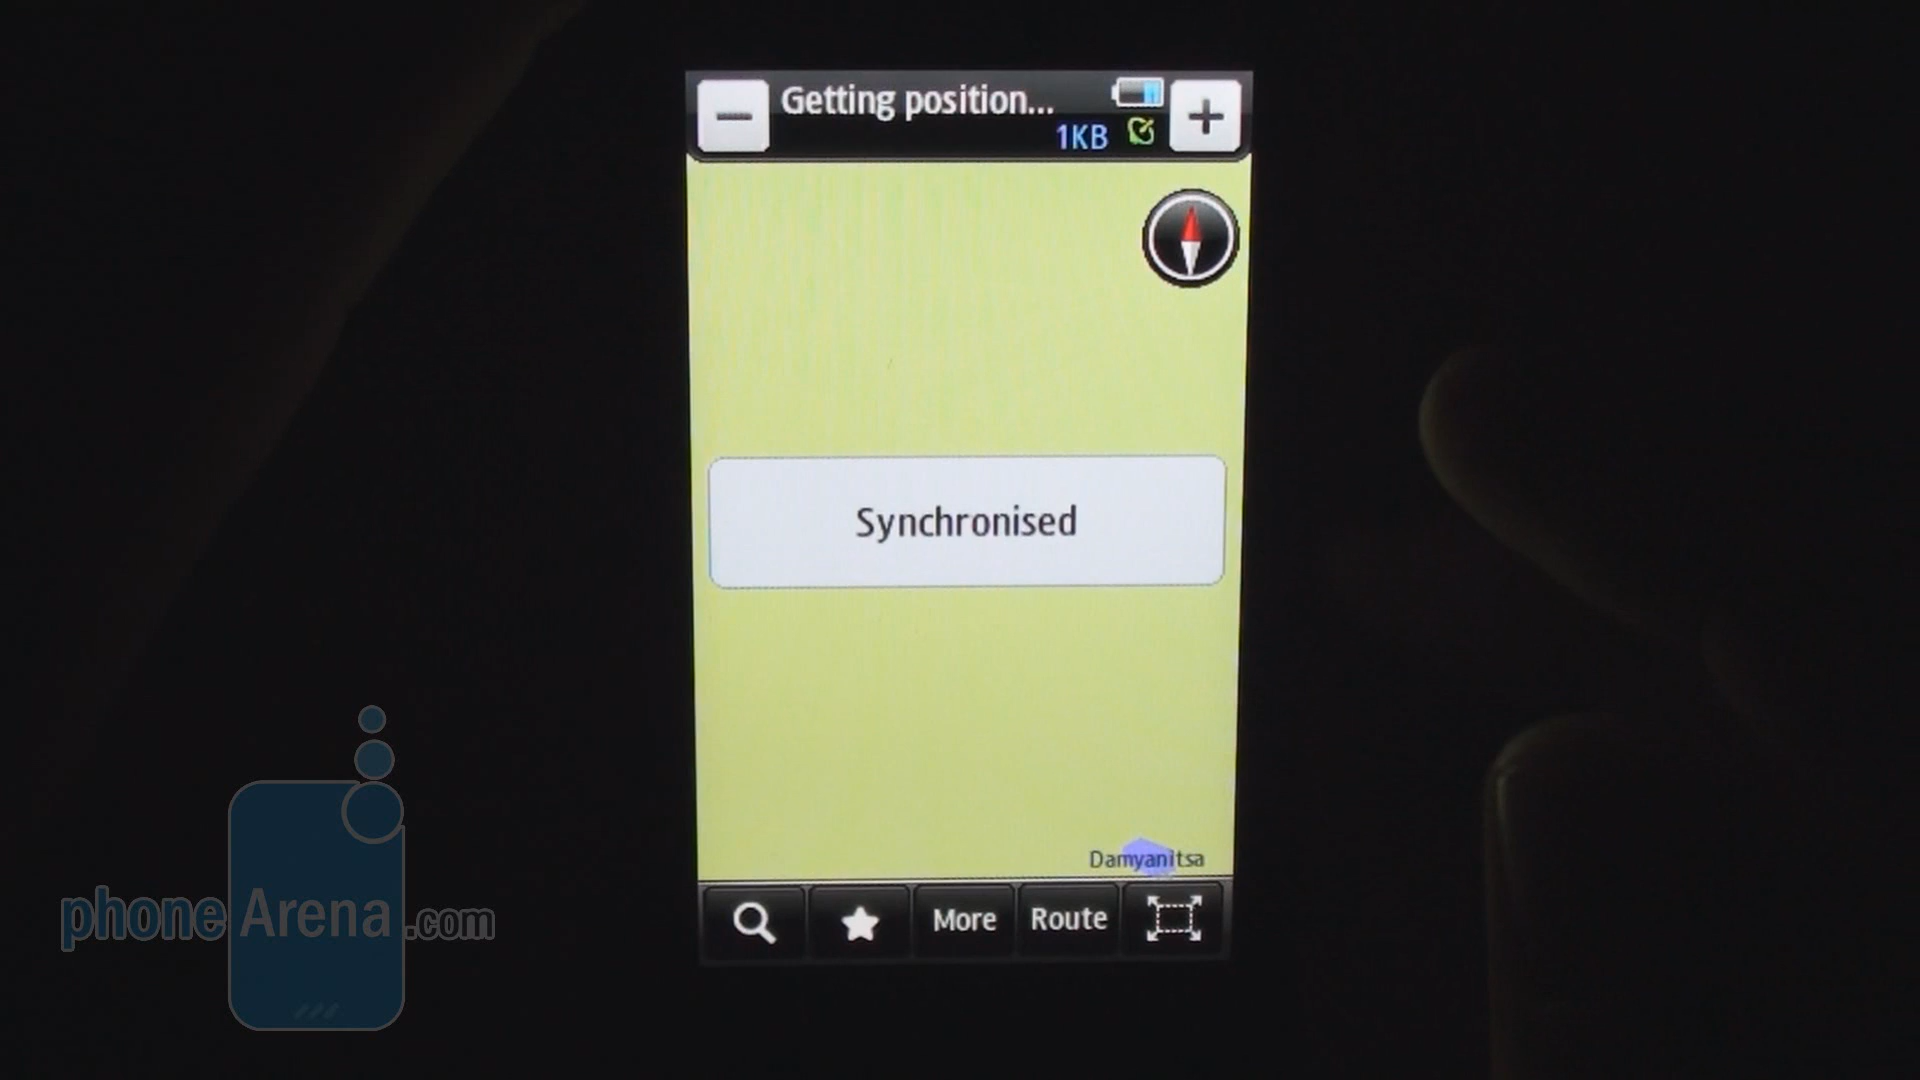 Getting position...
1KB
Synchronised
Damyanitsa
More
Route
phoneArena.com